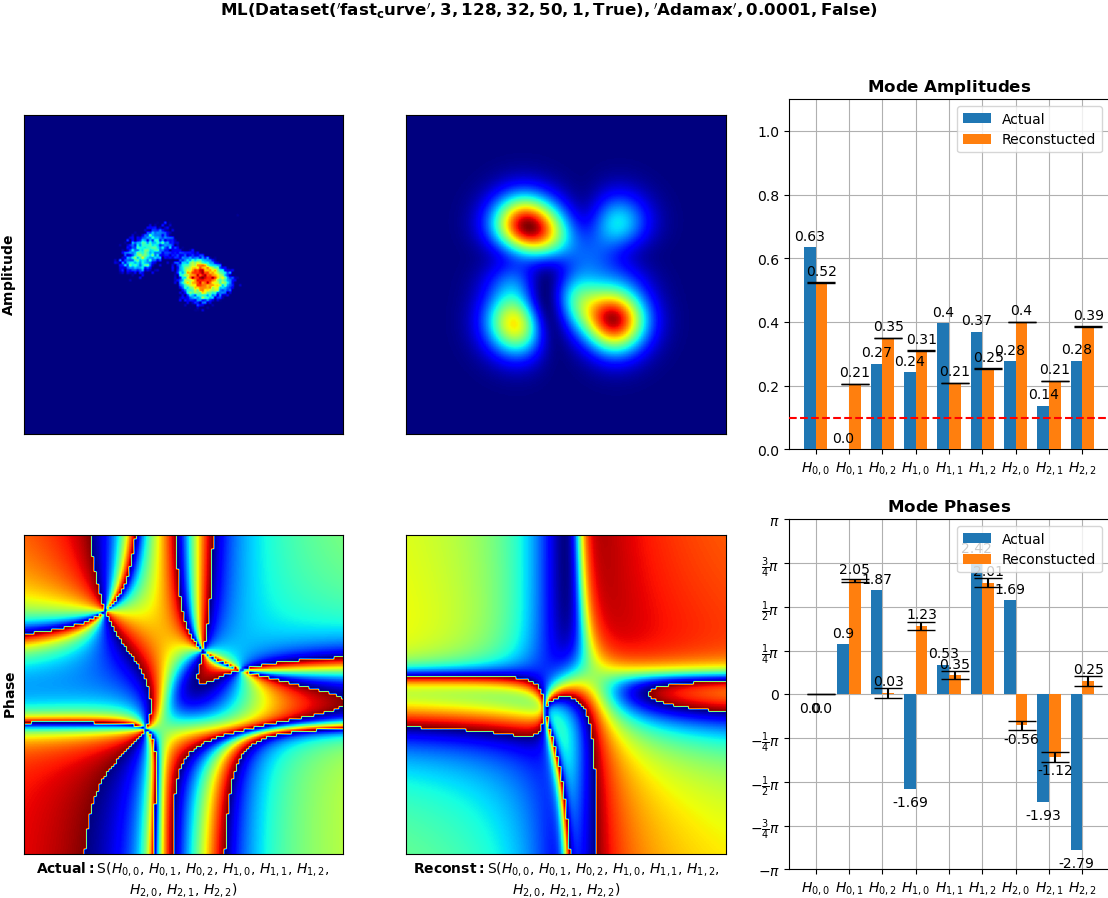 ML(Dataset('fast_curve', 3, 128, 32, 50, 1, True), 'Adamax', 0.0001, False)
Amplitude
Mode Amplitudes
Actual
Reconstucted
1.0
0.8
0.6
0.4
0.2
0.0
0.63
0.52
0.0
0.21
0.27
0.35
0.24
0.31
0.4
0.21
0.37
0.25
0.28
0.4
0.14
0.21
0.28
0.39
H0,0 H0,1 H0,2 H1,0 H1,1 H1,2 H2,0 H2,1 H2,2
Phase
Mode Phases
Actual
Reconstucted
π
3/4π
1/2π
1/4π
0
−1/4π
−1/2π
−3/4π
−π
0.0
0.0
0.9
2.05
1.87
0.03
-1.69
1.23
0.53
0.35
2.42
2.01
1.69
-0.56
-1.93
-1.12
-2.79
0.25
H0,0 H0,1 H0,2 H1,0 H1,1 H1,2 H2,0 H2,1 H2,2
Actual: S(H0,0, H0,1, H0,2, H1,0, H1,1, H1,2,
H2,0, H2,1, H2,2)
Reconst: S(H0,0, H0,1, H0,2, H1,0, H1,1, H1,2,
H2,0, H2,1, H2,2)